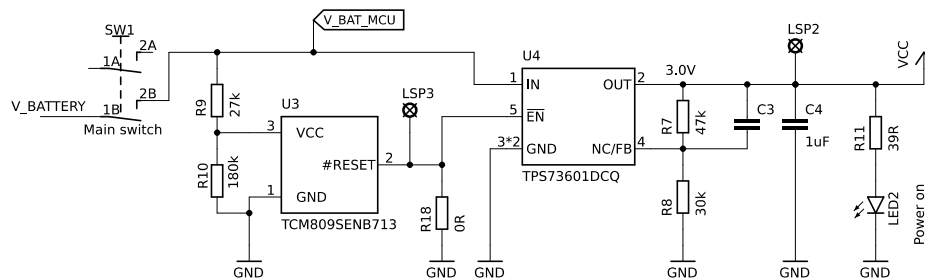 V_BAT_MCU
SW1
2A
1A
2B
V_BATTERY
1B
Main switch
R9
27k
R10
180k
U3
3
VCC
#RESET
2
1
GND
TCM809SENB713
LSP3
R18
0R
U4
1
IN
OUT
2
3.0V
5
EN
3*2
GND
NC/FB
4
TPS73601DCQ
R7
47k
R8
30k
C3
LSP2
C4
1uF
VCC
R11
39R
LED2
Power on
GND
GND
GND
GND
GND
GND